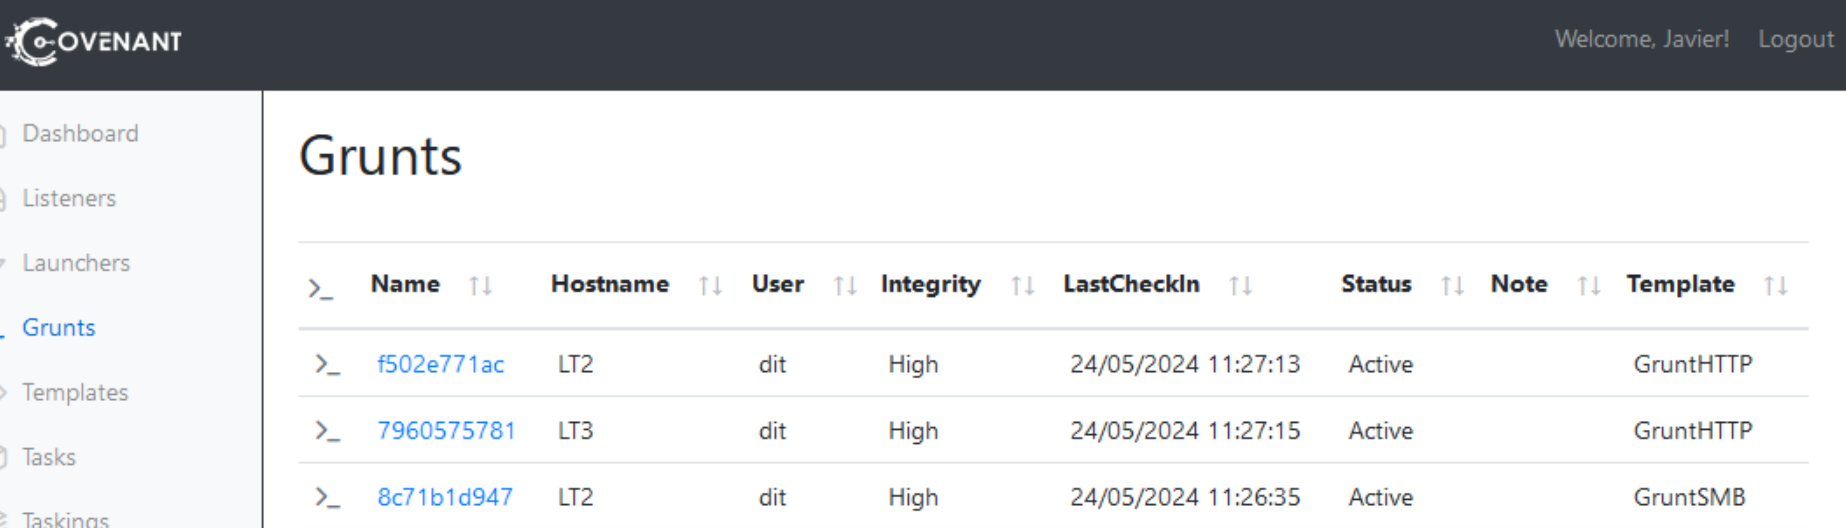 COVENANT
Welcome, Javier! Logout
Dashboard
Listeners
Launchers
Grunts
Templates
Tasks
Taskings
Grunts
>_ Name Hostname User Integrity LastCheckIn Status Note Template
>_ f502e771ac LT2 dit High 24/05/2024 11:27:13 Active GruntHTTP
>_ 7960575781 LT3 dit High 24/05/2024 11:27:15 Active GruntHTTP
>_ 8c71b1d947 LT2 dit High 24/05/2024 11:26:35 Active GruntSMB